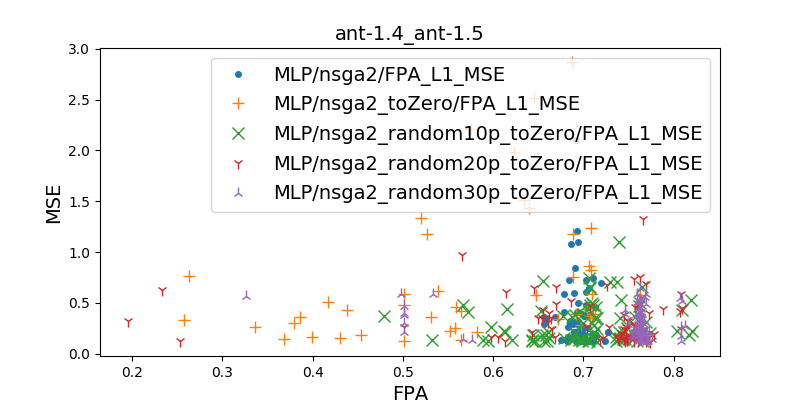 ant-1.4_ant-1.5
3.0
2.5
2.0
1.5
1.0
0.5
0.0
MSE
MLP/nsga2/FPA_L1_MSE
MLP/nsga2_toZero/FPA_L1_MSE
MLP/nsga2_random10p_toZero/FPA_L1_MSE
MLP/nsga2_random20p_toZero/FPA_L1_MSE
MLP/nsga2_random30p_toZero/FPA_L1_MSE
0.2 0.3 0.4 0.5 0.6 0.7 0.8
FPA